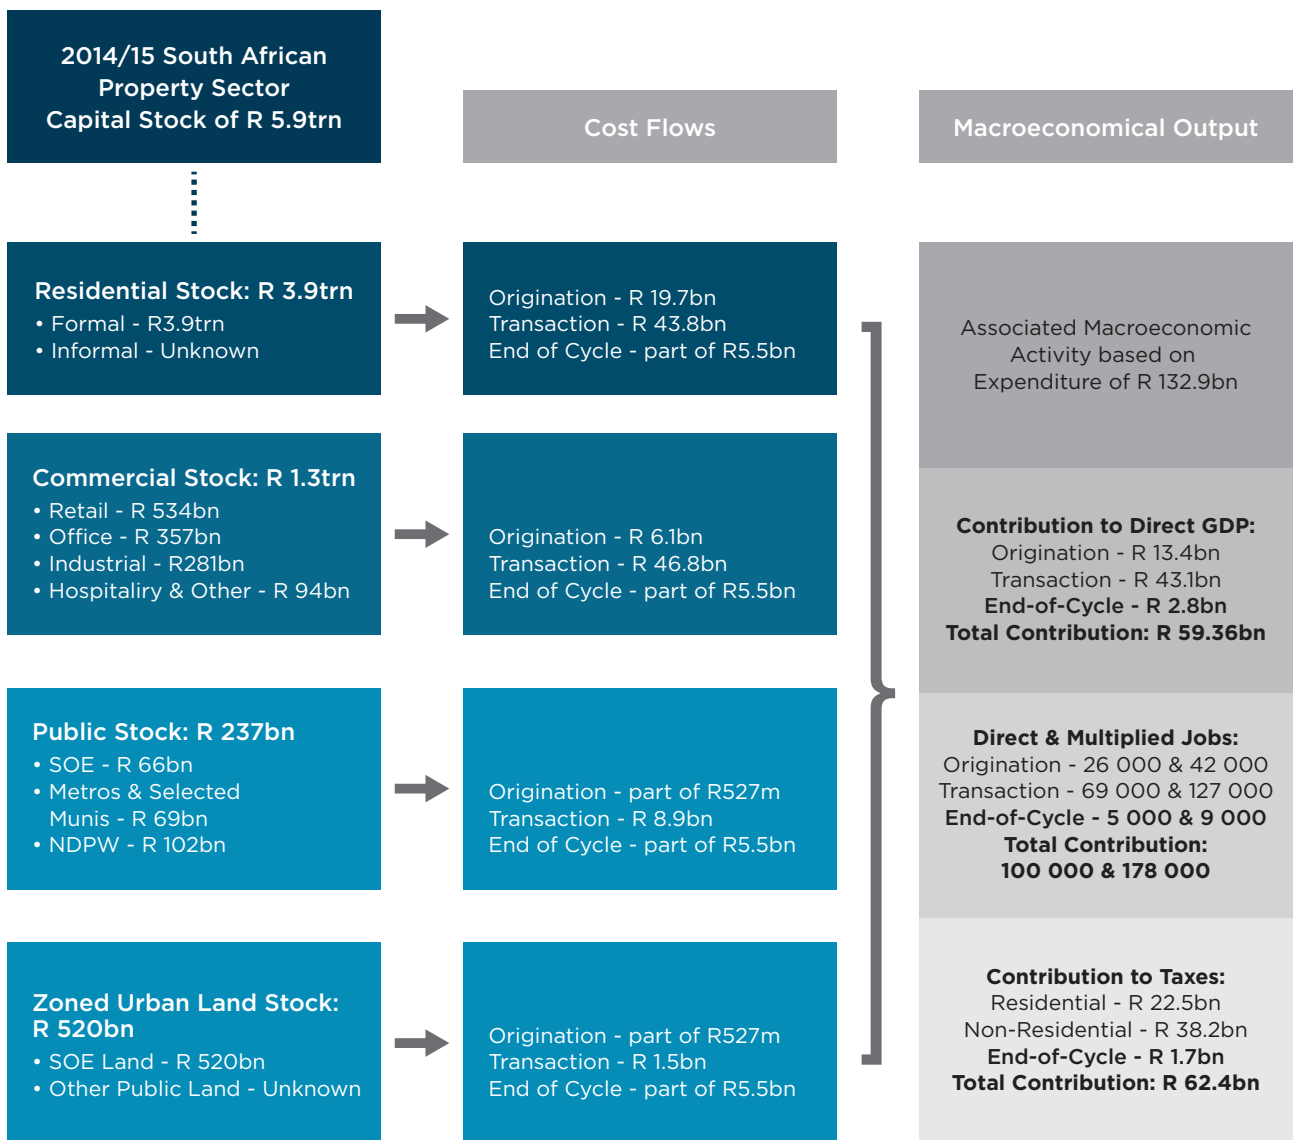 2014/15 South African
Property Sector
Capital Stock of R 5.9trn
Cost Flows
Macroeconomical Output
Residential Stock: R 3.9trn
• Formal - R3.9trn
• Informal - Unknown
Origination - R 19.7bn
Transaction - R 43.8bn
End of Cycle - part of R5.5bn
Commercial Stock: R 1.3trn
• Retail - R 534bn
• Office - R 357bn
• Industrial - R281bn
• Hospitaliry & Other - R 94bn
Origination - R 6.1bn
Transaction - R 46.8bn
End of Cycle - part of R5.5bn
Public Stock: R 237bn
• SOE - R 66bn
• Metros & Selected
Munis - R 69bn
• NDPW - R 102bn
Origination - part of R527m
Transaction - R 8.9bn
End of Cycle - part of R5.5bn
Zoned Urban Land Stock:
R 520bn
• SOE Land - R 520bn
• Other Public Land - Unknown
Origination - part of R527m
Transaction - R 1.5bn
End of Cycle - part of R5.5bn
Associated Macroeconomic
Activity based on
Expenditure of R 132.9bn
Contribution to Direct GDP:
Origination - R 13.4bn
Transaction - R 43.1bn
End-of-Cycle - R 2.8bn
Total Contribution: R 59.36bn
Direct & Multiplied Jobs:
Origination - 26 000 & 42 000
Transaction - 69 000 & 127 000
End-of-Cycle - 5 000 & 9 000
Total Contribution:
100 000 & 178 000
Contribution to Taxes:
Residential - R 22.5bn
Non-Residential - R 38.2bn
End-of-Cycle - R 1.7bn
Total Contribution: R 62.4bn